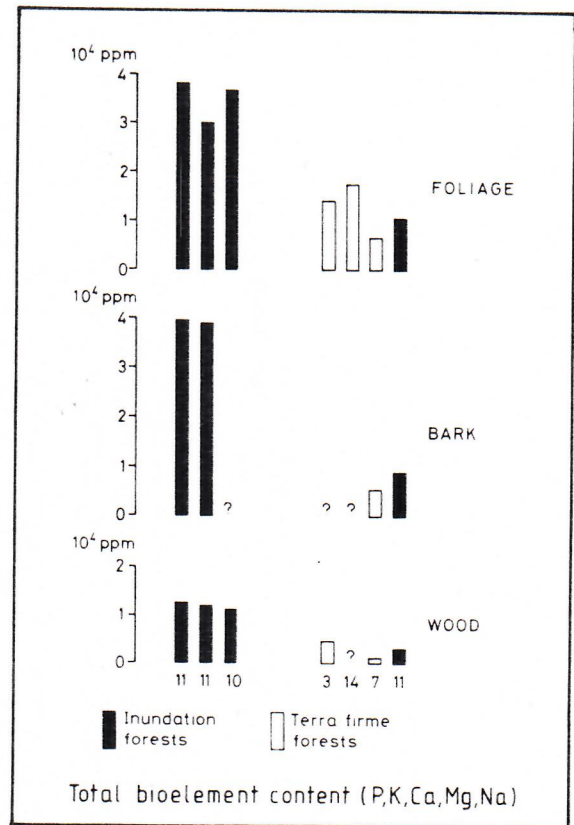 10⁴ ppm
4
3
2
1
0
FOLIAGE
10⁴ ppm
4
3
2
1
0
?
? ?
BARK
10⁴ ppm
2
1
0
?
WOOD
11 11 10 3 14 7 11
Inundation
forests
Terra firme
forests
Total bioelement content (P,K,Ca,Mg,Na)